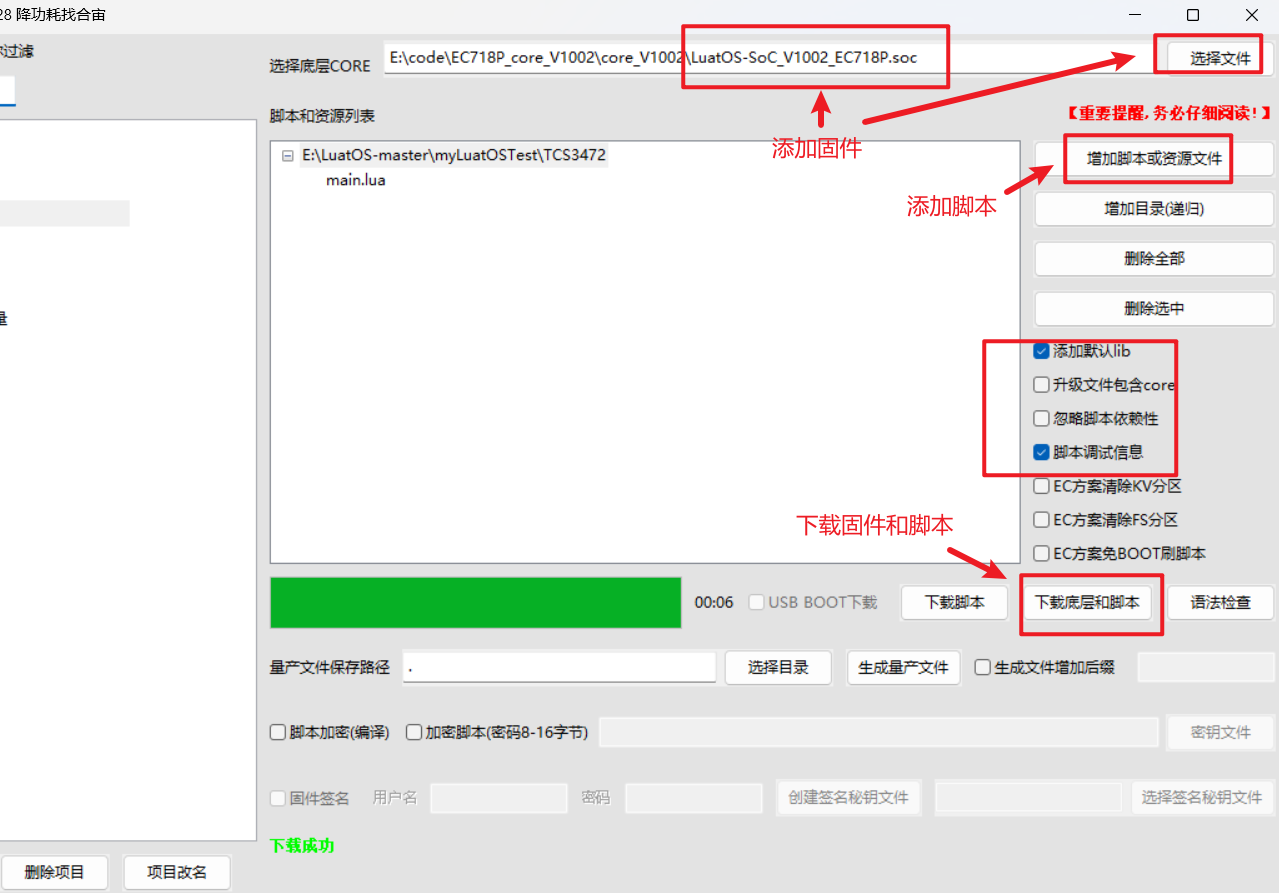 28 降功耗找合宙
你过滤
选择底层CORE
E:\code\EC718P_core_V1002\core_V1002\LuatOS-SoC_V1002_EC718P.soc
选择文件
脚本和资源列表
【重要提醒,务必仔细阅读!】
添加固件
E:\LuatOS-master\myLuatOSTest\TCS3472
main.lua
增加脚本或资源文件
添加脚本
增加目录(递归)
删除全部
删除选中
量
添加默认lib
升级文件包含core
忽略脚本依赖性
脚本调试信息
EC方案清除KV分区
EC方案清除FS分区
EC方案免BOOT刷脚本
下载固件和脚本
00:06
USB BOOT下载
下载脚本
下载底层和脚本
语法检查
量产文件保存路径
.
选择目录
生成量产文件
生成文件增加后缀
脚本加密(编译)
加密脚本(密码8-16字节)
密钥文件
固件签名
用户名
密码
创建签名秘钥文件
选择签名秘钥文件
下载成功
删除项目
项目改名